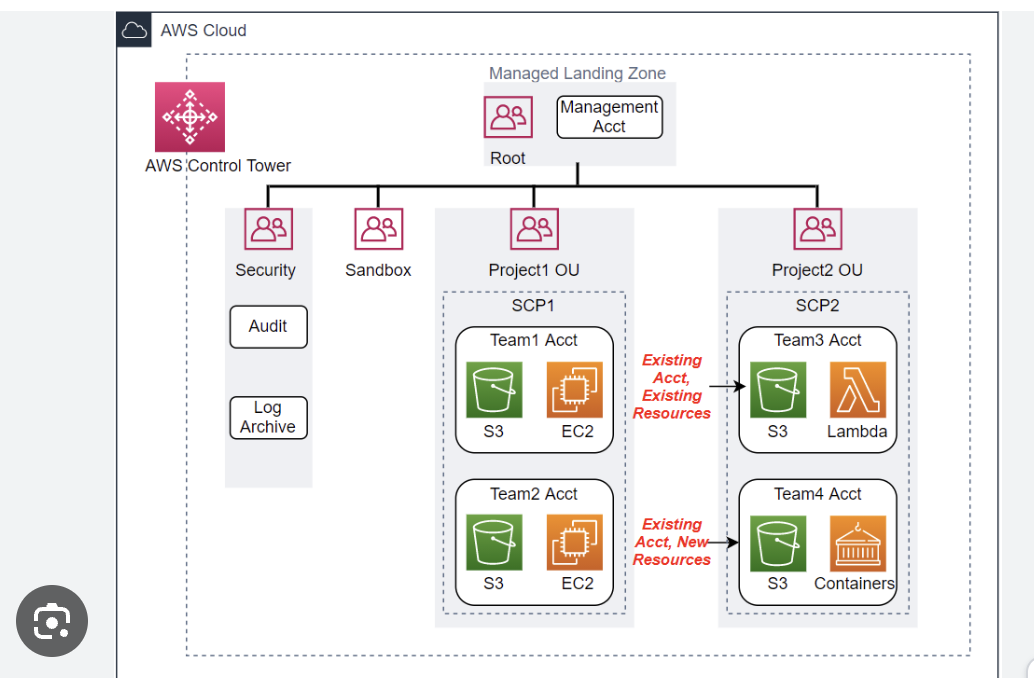 AWS Cloud
Managed Landing Zone
Management
Acct
Root
AWS Control Tower
Security
Sandbox
Project1 OU
Project2 OU
Audit
Log
Archive
SCP1
Team1 Acct
S3
EC2
Team2 Acct
S3
EC2
Existing
Acct,
Existing
Resources
Existing
Acct, New
Resources
SCP2
Team3 Acct
S3
Lambda
Team4 Acct
S3
Containers